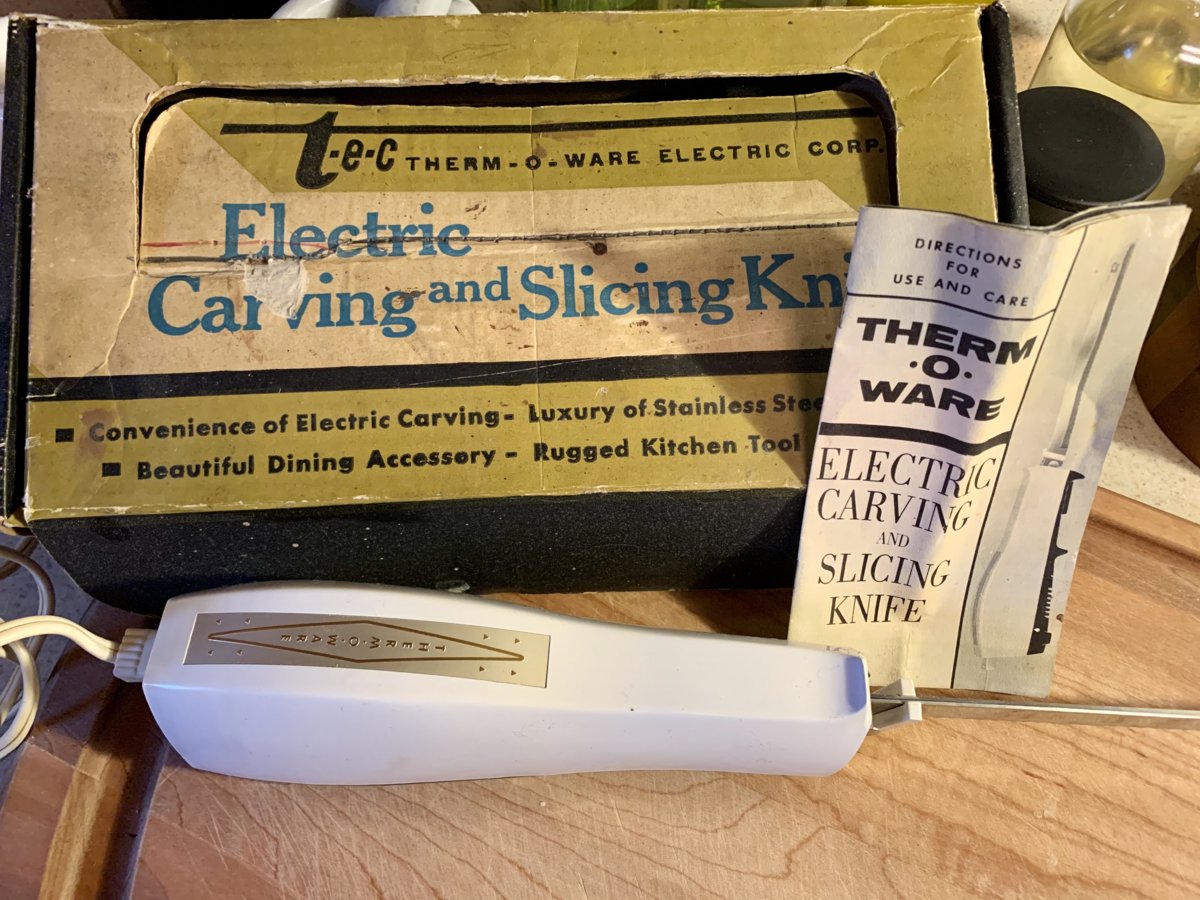 t-e-c THERM-O-WARE ELECTRIC CORP.
Electric
Carving and Slicing Kni
■ Convenience of Electric Carving - Luxury of Stainless Stee
■ Beautiful Dining Accessory - Rugged Kitchen Tool
DIRECTIONS
FOR
USE AND CARE
THERM
·O·
WARE
ELECTRIC
CARVING
AND
SLICING
KNIFE
THERM·O·WARE